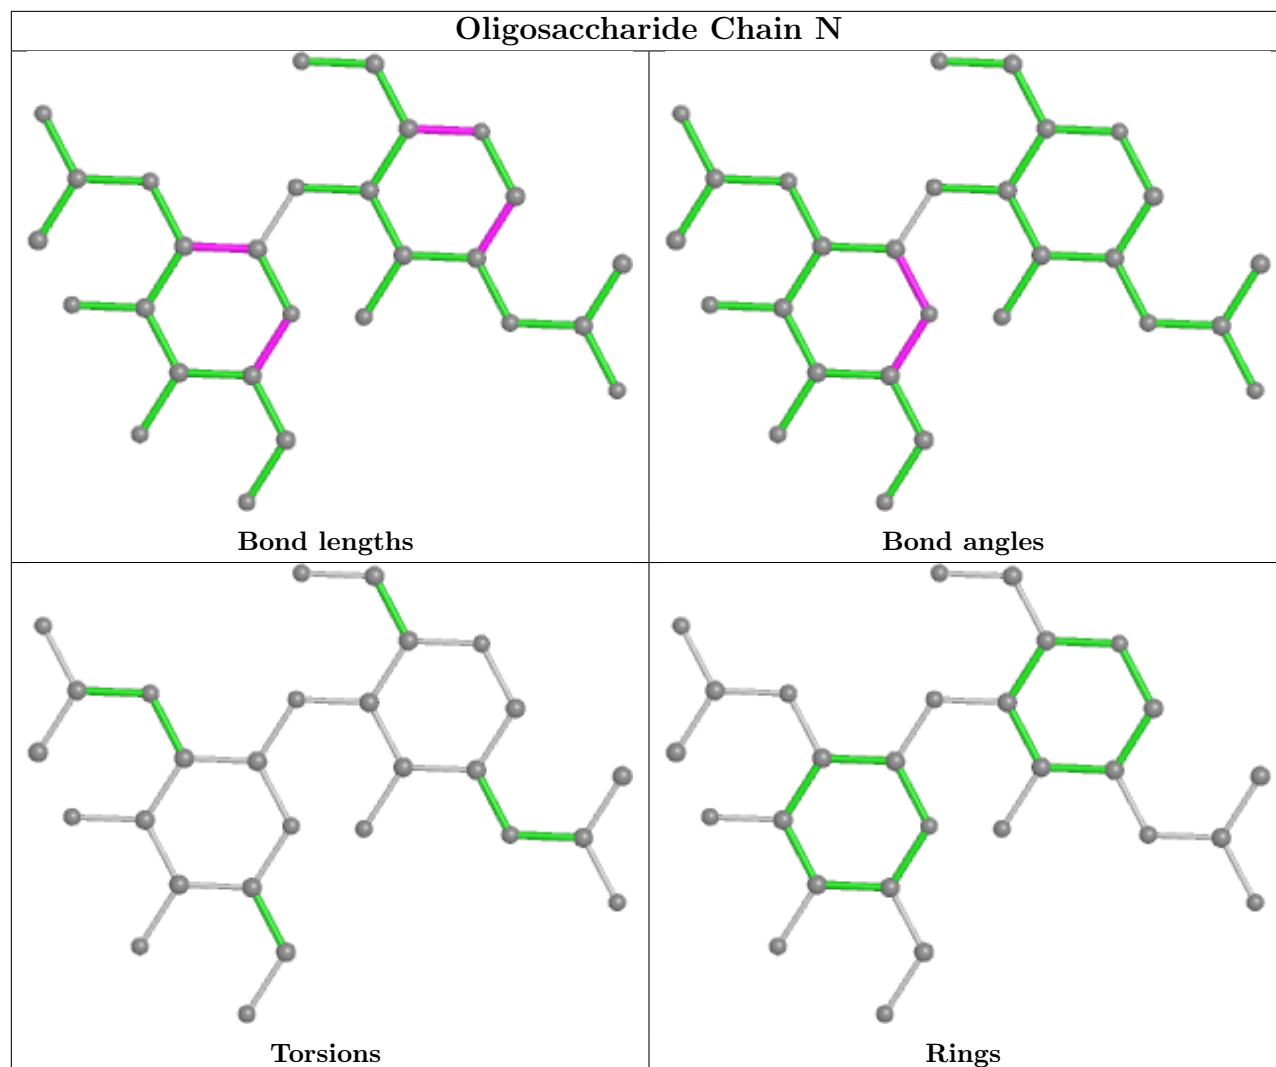 Oligosaccharide Chain N
Bond lengths
Bond angles
Torsions
Rings